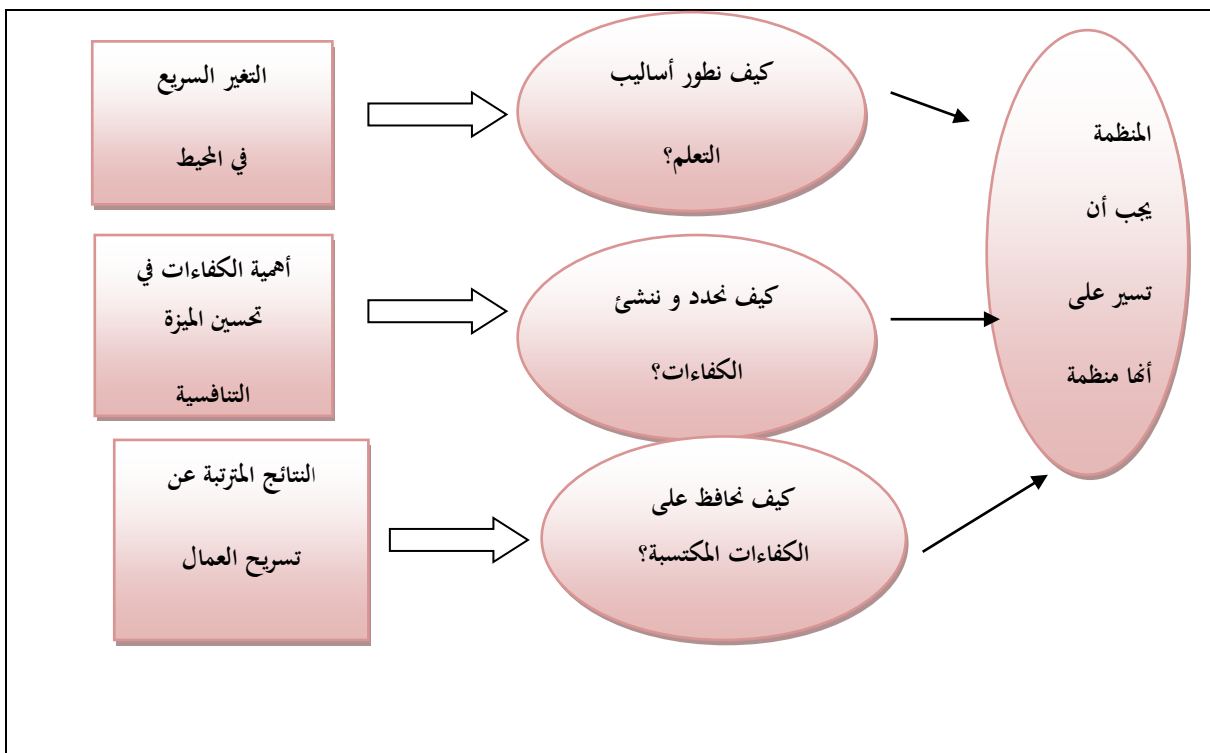 التغير السريع
في المحيط
كيف نطور أساليب
التعلم؟
المنظمة
يجب أن
تسير على
أنها منظمة
أهمية الكفاءات في
تحسين الميزة
التنافسية
كيف نحدد و ننشئ
الكفاءات؟
النتائج المترتبة عن
تسريح العمال
كيف نحافظ على
الكفاءات المكتسبة؟